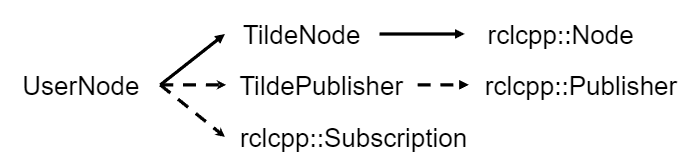 TildeNode rclcpp::Node
UserNode TildePublisher rclcpp::Publisher
rclcpp::Subscription